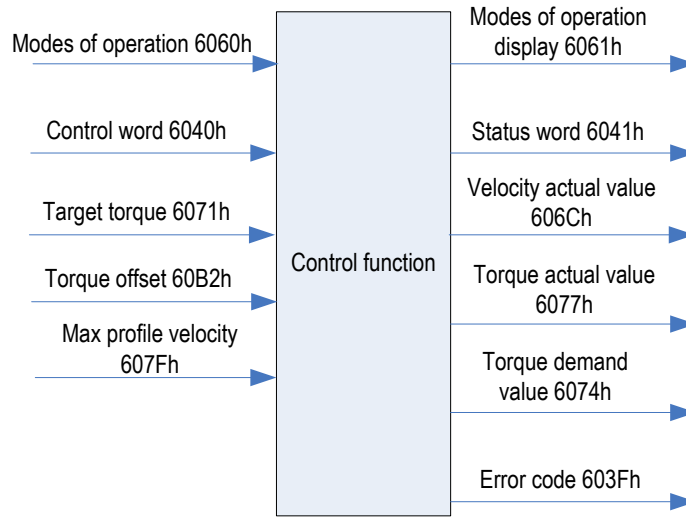 Modes of operation 6060h
Control word 6040h
Target torque 6071h
Torque offset 60B2h
Max profile velocity
607Fh
Control function
Modes of operation
display 6061h
Status word 6041h
Velocity actual value
606Ch
Torque actual value
6077h
Torque demand
value 6074h
Error code 603Fh